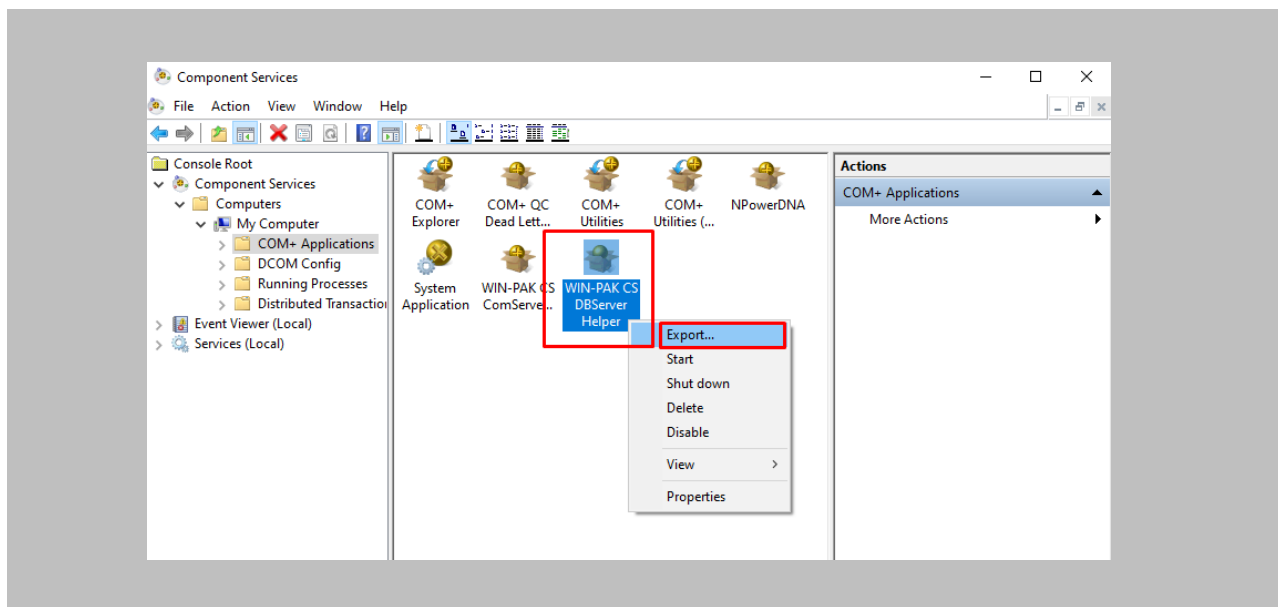 Component Services
File Action View Window Help
Console Root
Component Services
Computers
My Computer
COM+ Applications
DCOM Config
Running Processes
Distributed Transactio
Event Viewer (Local)
Services (Local)
COM+
Explorer
COM+ QC
Dead Lett...
COM+
Utilities
COM+
Utilities (...
NPowerDNA
System
Application
WIN-PAK CS
ComServe...
WIN-PAK CS
DBServer
Helper
Export...
Start
Shut down
Delete
Disable
View
Properties
Actions
COM+ Applications
More Actions